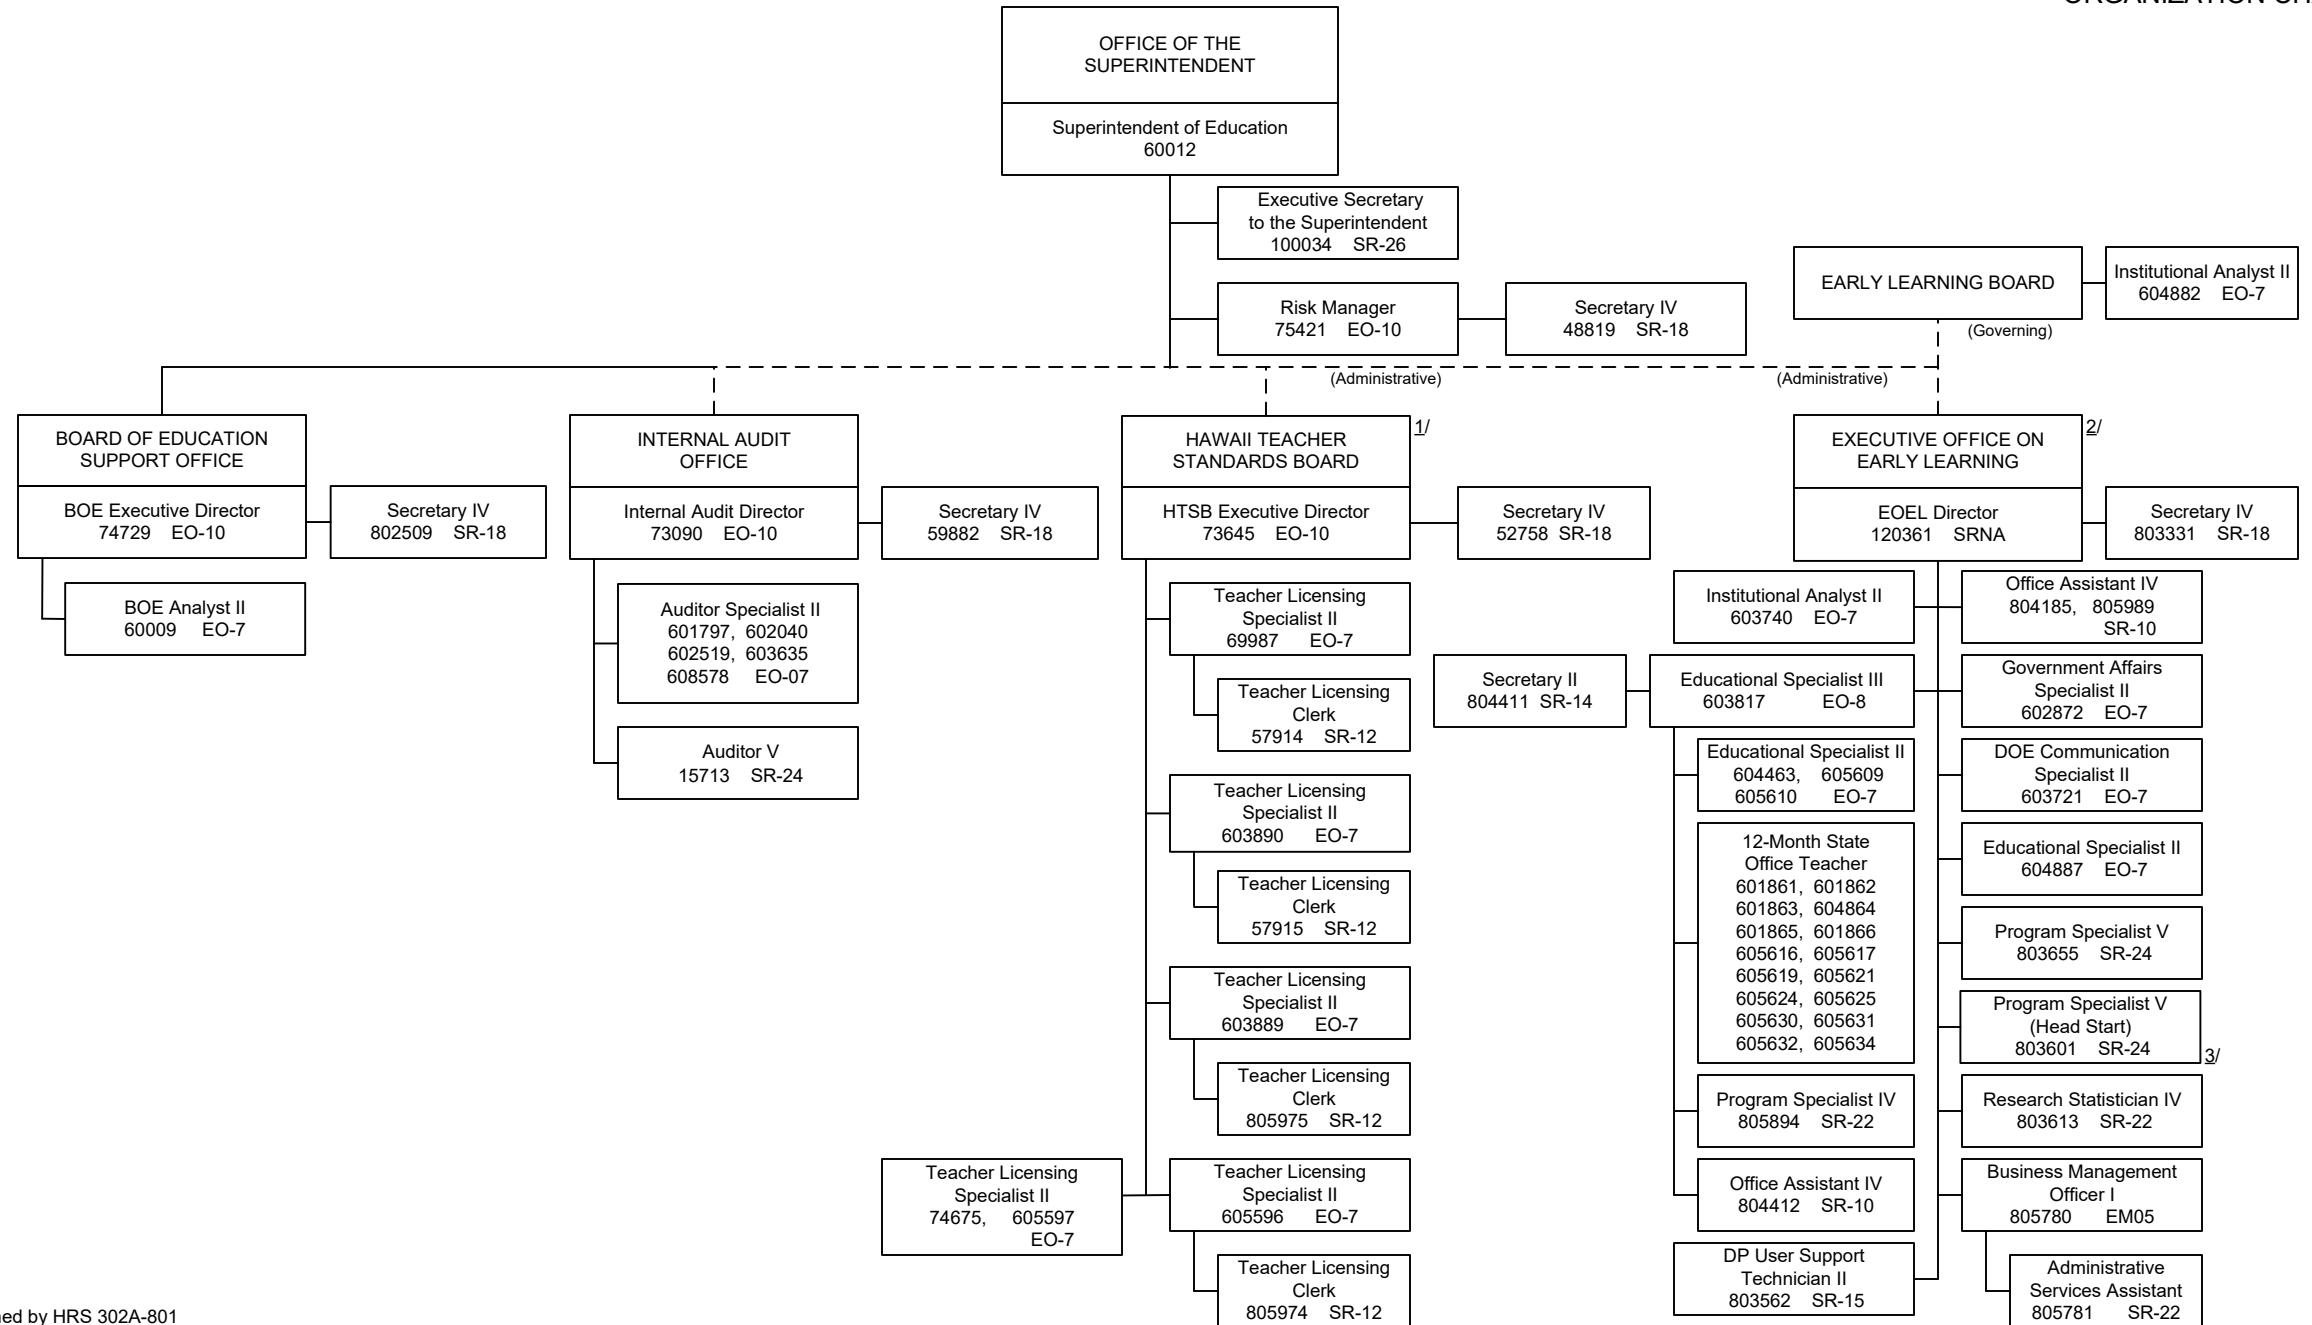 OFFICE OF THE
SUPERINTENDENT
Superintendent of Education
60012
Executive Secretary
to the Superintendent
100034 SR-26
Risk Manager
75421 EO-10
Secretary IV
48819 SR-18
EARLY LEARNING BOARD
Institutional Analyst II
604882 EO-7
(Governing)
(Administrative)
(Administrative)
BOARD OF EDUCATION
SUPPORT OFFICE
BOE Executive Director
74729 EO-10
Secretary IV
802509 SR-18
BOE Analyst II
60009 EO-7
INTERNAL AUDIT
OFFICE
Internal Audit Director
73090 EO-10
Secretary IV
59882 SR-18
Auditor Specialist II
601797, 602040
602519, 603635
608578 EO-07
Auditor V
15713 SR-24
HAWAII TEACHER
STANDARDS BOARD
1/
HTSB Executive Director
73645 EO-10
Secretary IV
52758 SR-18
Teacher Licensing
Specialist II
69987 EO-7
Teacher Licensing
Clerk
57914 SR-12
Teacher Licensing
Specialist II
603890 EO-7
Teacher Licensing
Clerk
57915 SR-12
Teacher Licensing
Specialist II
603889 EO-7
Teacher Licensing
Clerk
805975 SR-12
Teacher Licensing
Specialist II
74675, 605597
EO-7
Teacher Licensing
Specialist II
605596 EO-7
Teacher Licensing
Clerk
805974 SR-12
EXECUTIVE OFFICE ON
EARLY LEARNING
2/
EOEL Director
120361 SRNA
Secretary IV
803331 SR-18
Institutional Analyst II
603740 EO-7
Office Assistant IV
804185, 805989
SR-10
Secretary II
804411 SR-14
Educational Specialist III
603817 EO-8
Government Affairs
Specialist II
602872 EO-7
Educational Specialist II
604463, 605609
605610 EO-7
DOE Communication
Specialist II
603721 EO-7
12-Month State
Office Teacher
601861, 601862
601863, 604864
601865, 601866
605616, 605617
605619, 605621
605624, 605625
605630, 605631
605632, 605634
Educational Specialist II
604887 EO-7
Program Specialist V
803655 SR-24
Program Specialist V
(Head Start)
803601 SR-24
3/
Program Specialist IV
805894 SR-22
Research Statistician IV
803613 SR-22
Office Assistant IV
804412 SR-10
Business Management
Officer I
805780 EM05
DP User Support
Technician II
803562 SR-15
Administrative
Services Assistant
805781 SR-22
by HRS 302A-801